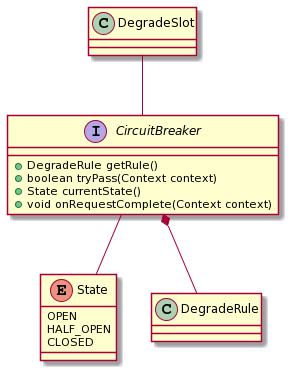 C DegradeSlot
I CircuitBreaker
DegradeRule getRule()
boolean tryPass(Context context)
State currentState()
void onRequestComplete(Context context)
E State
OPEN
HALF_OPEN
CLOSED
C DegradeRule